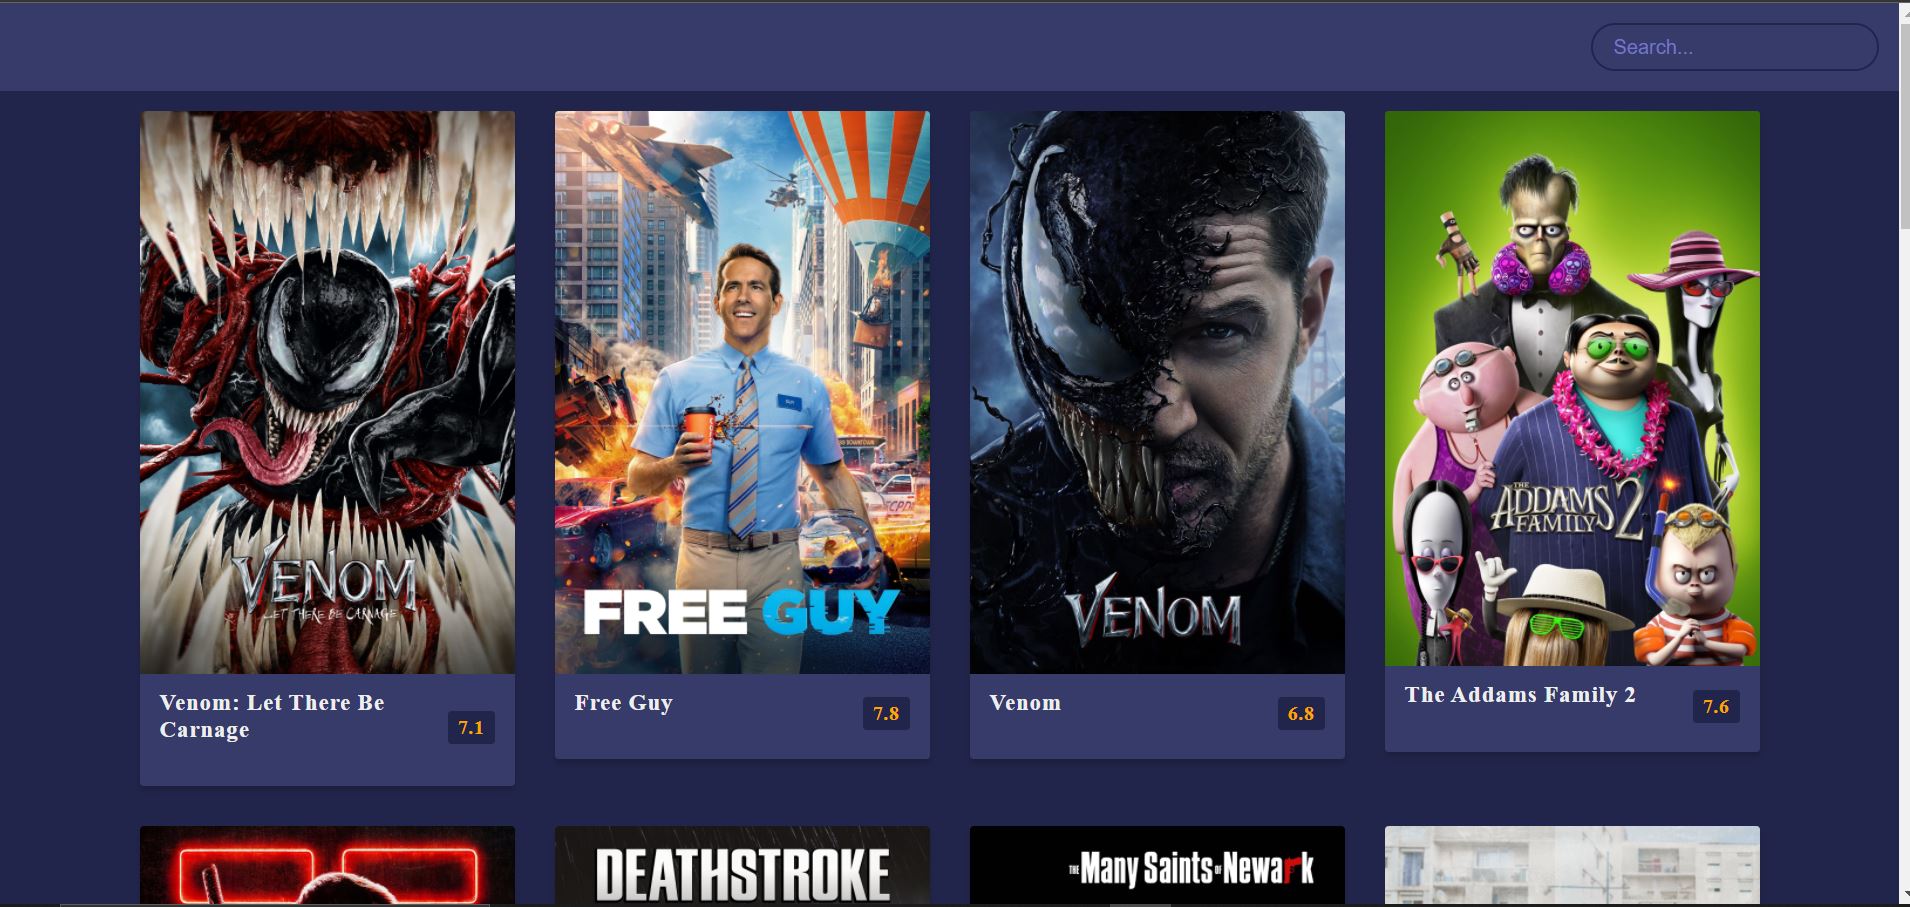 Search...
VENOM
LET THERE BE CARNAGE
Venom: Let There Be
Carnage
7.1
GUY
DOWNTOWN
FREE GUY
Free Guy
7.8
VENOM
Venom
6.8
THE
ADDAMS
FAMILY 2
The Addams Family 2
7.6
DEATHSTROKE
THE Many Saints OF Newark